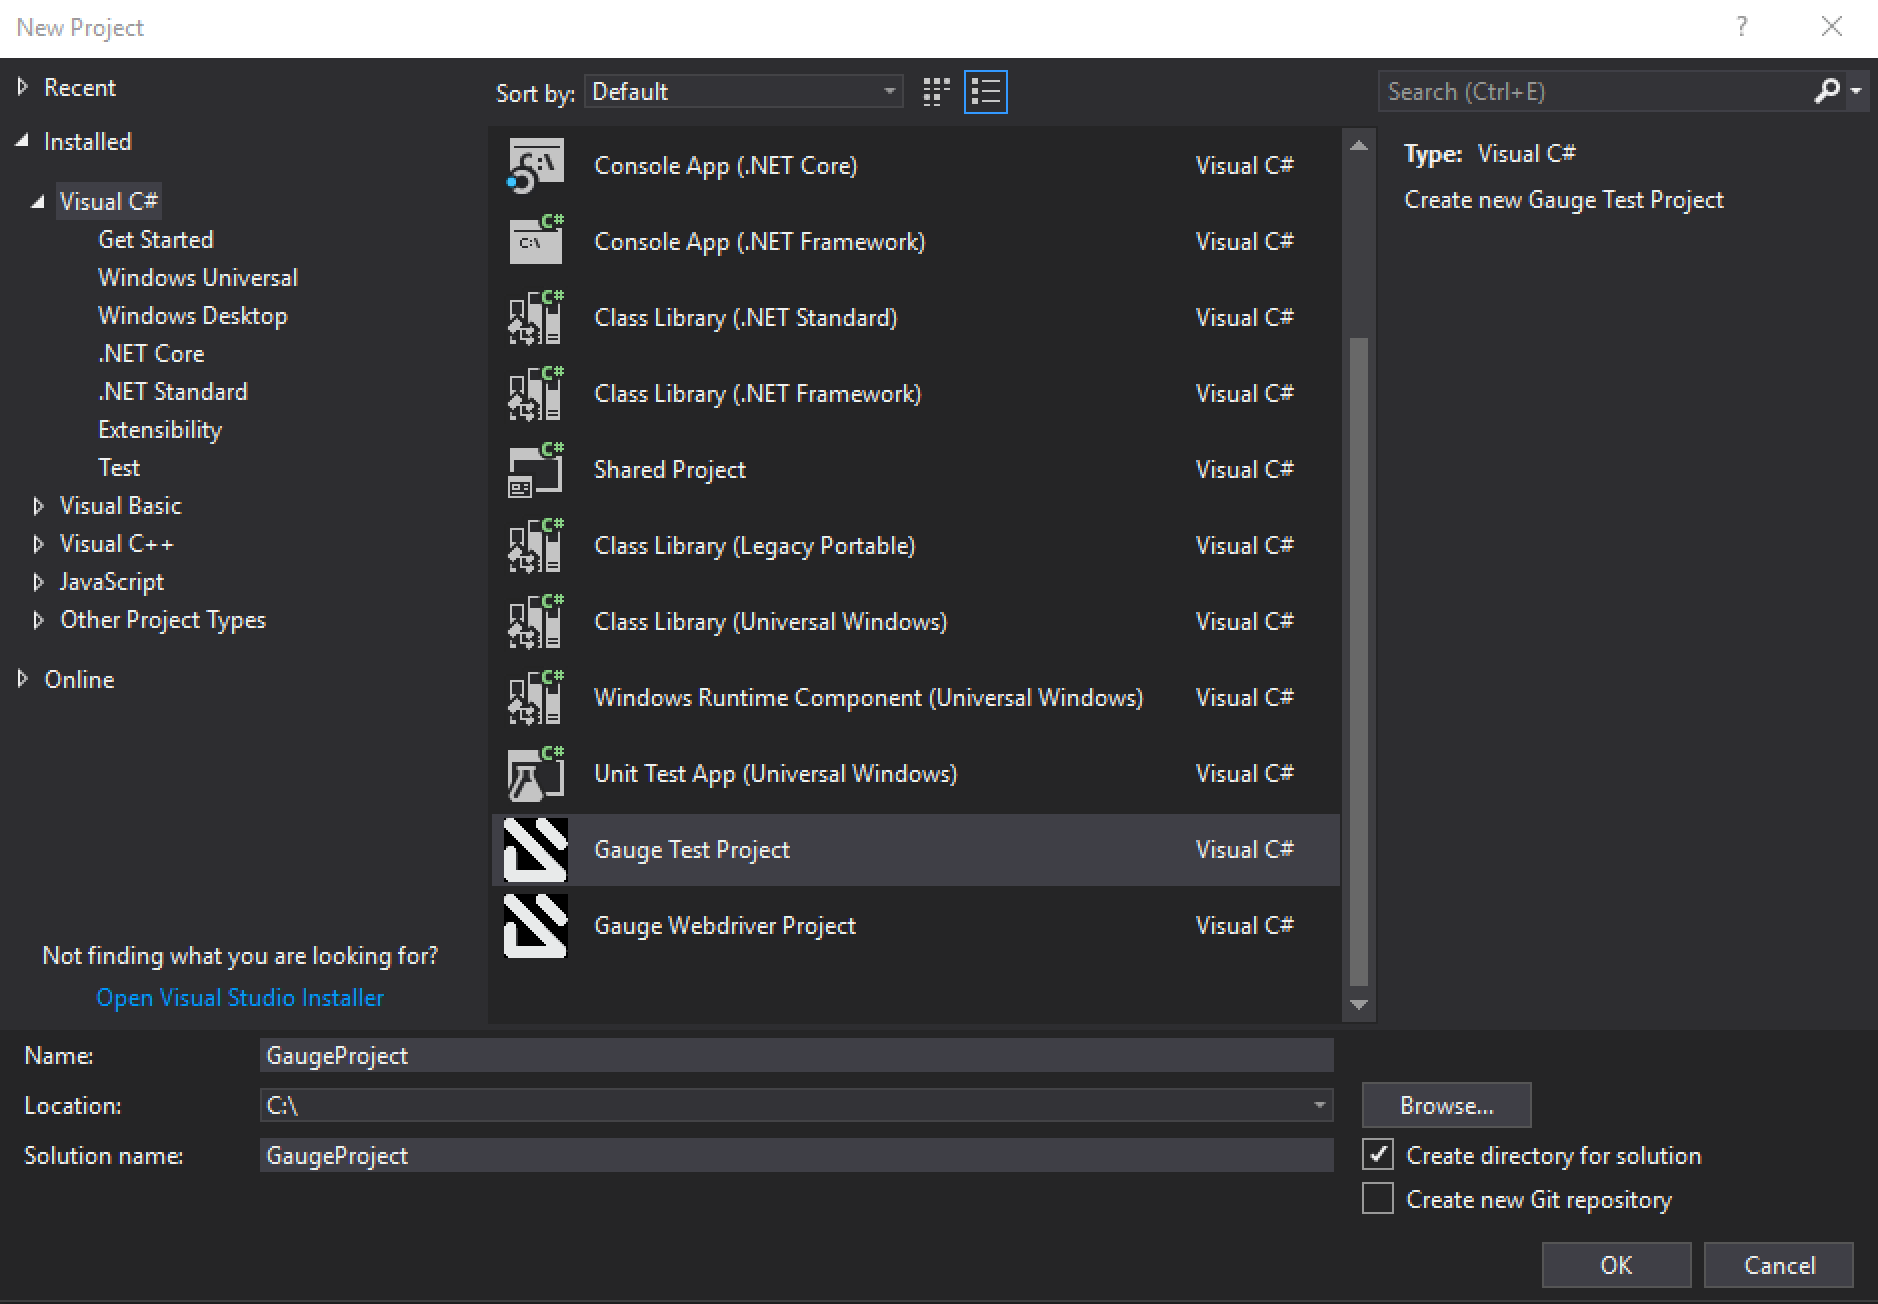 New Project
?
Recent
Installed
Visual C#
Get Started
Windows Universal
Windows Desktop
.NET Core
.NET Standard
Extensibility
Test
Visual Basic
Visual C++
JavaScript
Other Project Types
Online
Not finding what you are looking for?
Open Visual Studio Installer
Sort by: Default
Console App (.NET Core) Visual C#
Console App (.NET Framework) Visual C#
Class Library (.NET Standard) Visual C#
Class Library (.NET Framework) Visual C#
Shared Project Visual C#
Class Library (Legacy Portable) Visual C#
Class Library (Universal Windows) Visual C#
Windows Runtime Component (Universal Windows) Visual C#
Unit Test App (Universal Windows) Visual C#
Gauge Test Project Visual C#
Gauge Webdriver Project Visual C#
Search (Ctrl+E)
Type: Visual C#
Create new Gauge Test Project
Name: GaugeProject
Location: C:\ Browse...
Solution name: GaugeProject
Create directory for solution
Create new Git repository
OK Cancel